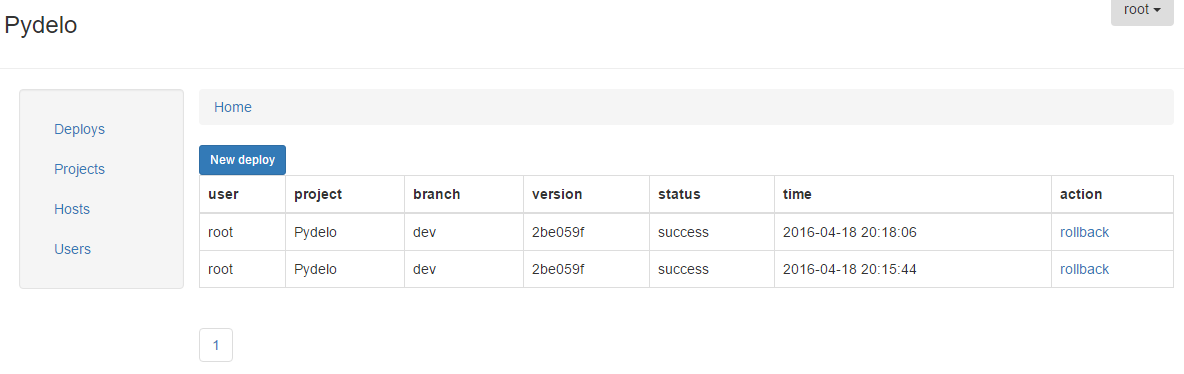 root
Pydelo
Deploys
Projects
Hosts
Users
Home
New deploy
user project branch version status time action
root Pydelo dev 2be059f success 2016-04-18 20:18:06 rollback
root Pydelo dev 2be059f success 2016-04-18 20:15:44 rollback
1